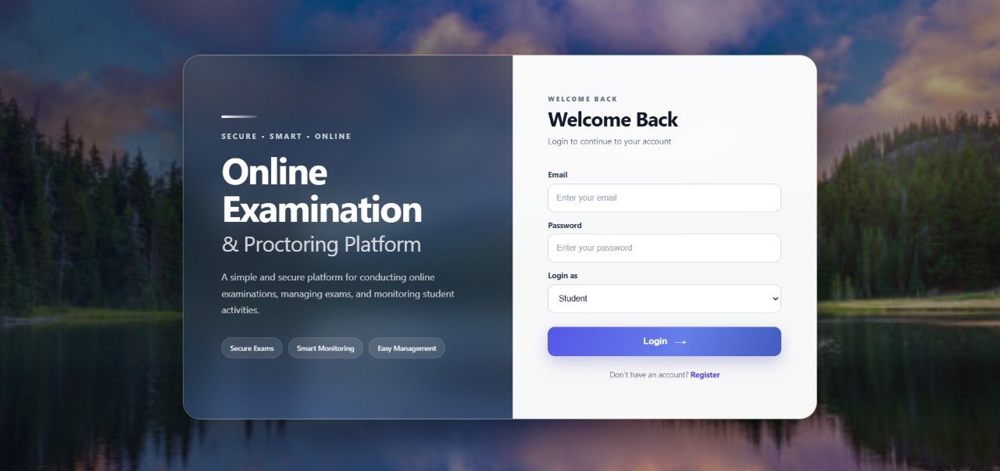 SECURE • SMART • ONLINE
Online
Examination
& Proctoring Platform
A simple and secure platform for conducting online
examinations, managing exams, and monitoring student
activities.
Secure Exams
Smart Monitoring
Easy Management
WELCOME BACK
Welcome Back
Login to continue to your account
Email
Enter your email
Password
Enter your password
Login as
Student
Login →
Don't have an account? Register